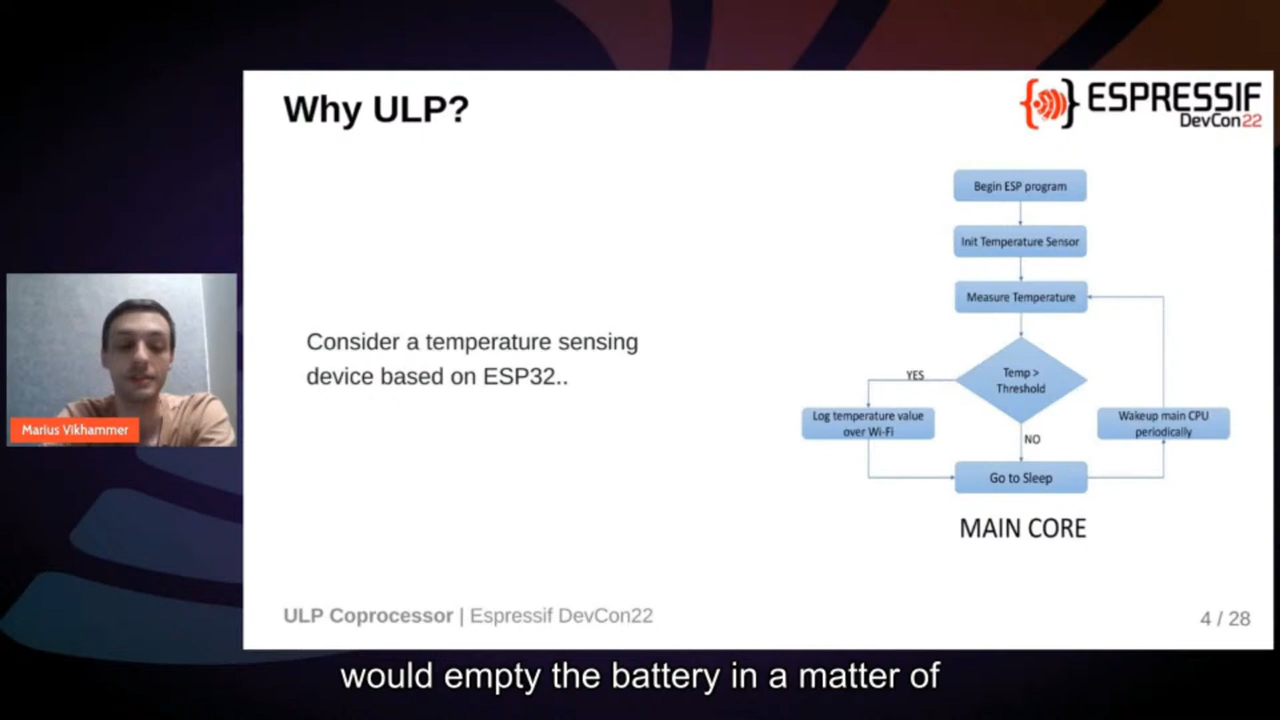 Why ULP?
ESPRESSIF
DevCon22
Begin ESP program
Init Temperature Sensor
Measure Temperature
Temp >
Threshold
YES
NO
Log temperature value
over Wi-Fi
Wakeup main CPU
periodically
Go to Sleep
MAIN CORE
Consider a temperature sensing
device based on ESP32..
Marius Vikhammer
ULP Coprocessor | Espressif DevCon22
4 / 28
would empty the battery in a matter of